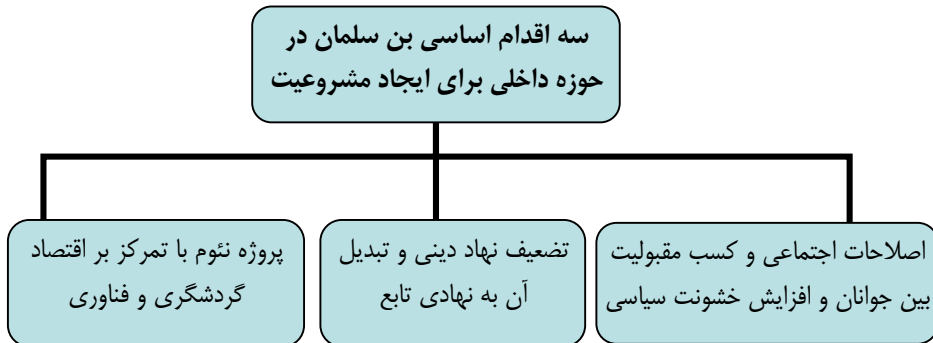 سه اقدام اساسی بن سلمان در
حوزه داخلی برای ایجاد مشروعیت
اصلاحات اجتماعی و کسب مقبولیت
بین جوانان و افزایش خشونت سیاسی
تضعیف نهاد دینی و تبدیل
آن به نهادی تابع
پروژه نئوم با تمرکز بر اقتصاد
گردشگری و فناوری